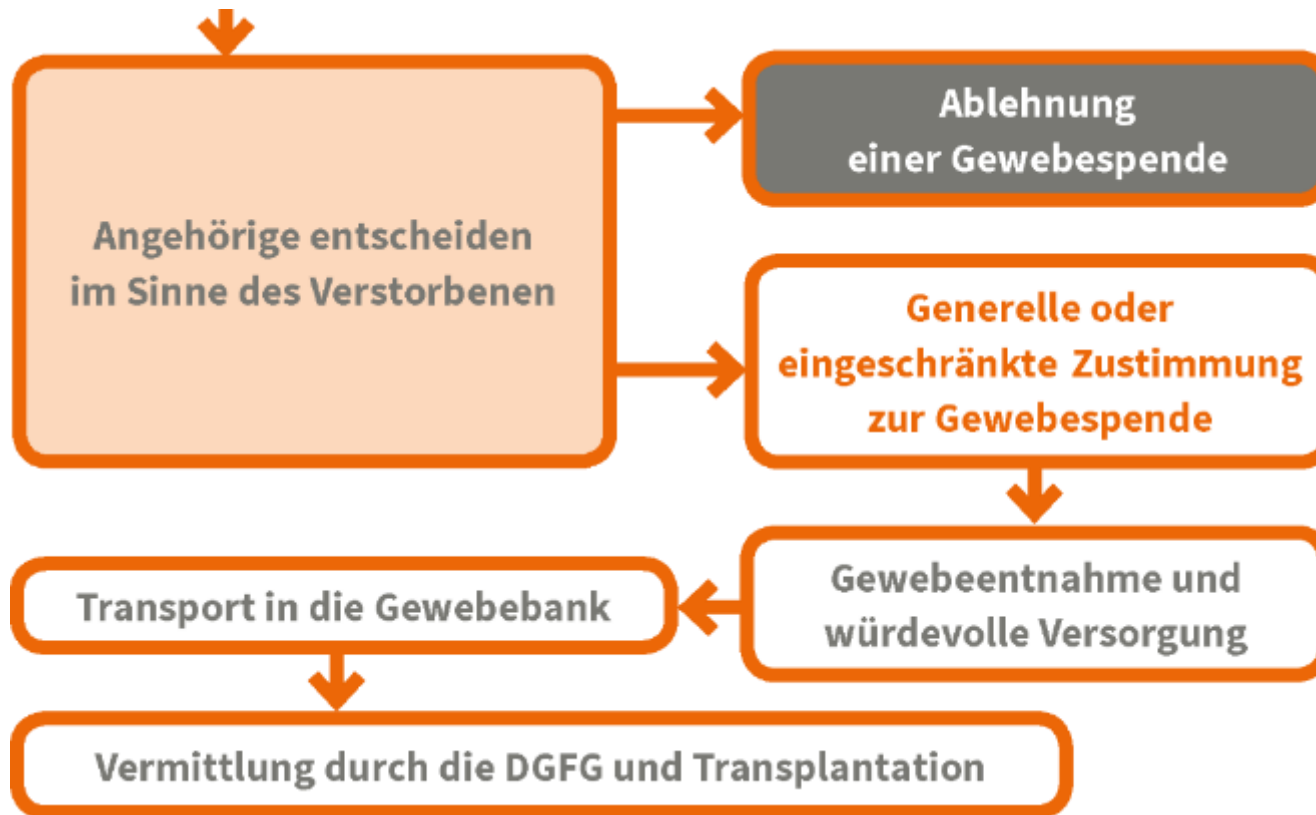 Angehörige entscheiden
im Sinne des Verstorbenen
Ablehnung
einer Gewebespende
Generelle oder
eingeschränkte Zustimmung
zur Gewebespende
Gewebeentnahme und
würdevolle Versorgung
Transport in die Gewebebank
Vermittlung durch die DGFG und Transplantation